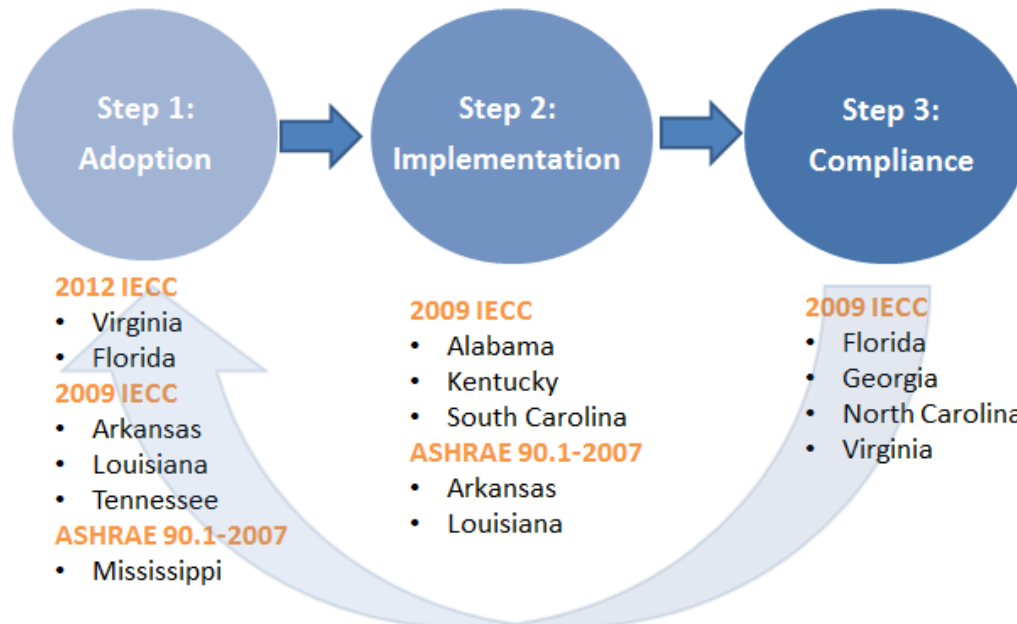 Step 1:
Adoption
Step 2:
Implementation
Step 3:
Compliance
2012 IECC
• Virginia
• Florida
2009 IECC
• Arkansas
• Louisiana
• Tennessee
ASHRAE 90.1-2007
• Mississippi
2009 IECC
• Alabama
• Kentucky
• South Carolina
ASHRAE 90.1-2007
• Arkansas
• Louisiana
2009 IECC
• Florida
• Georgia
• North Carolina
• Virginia